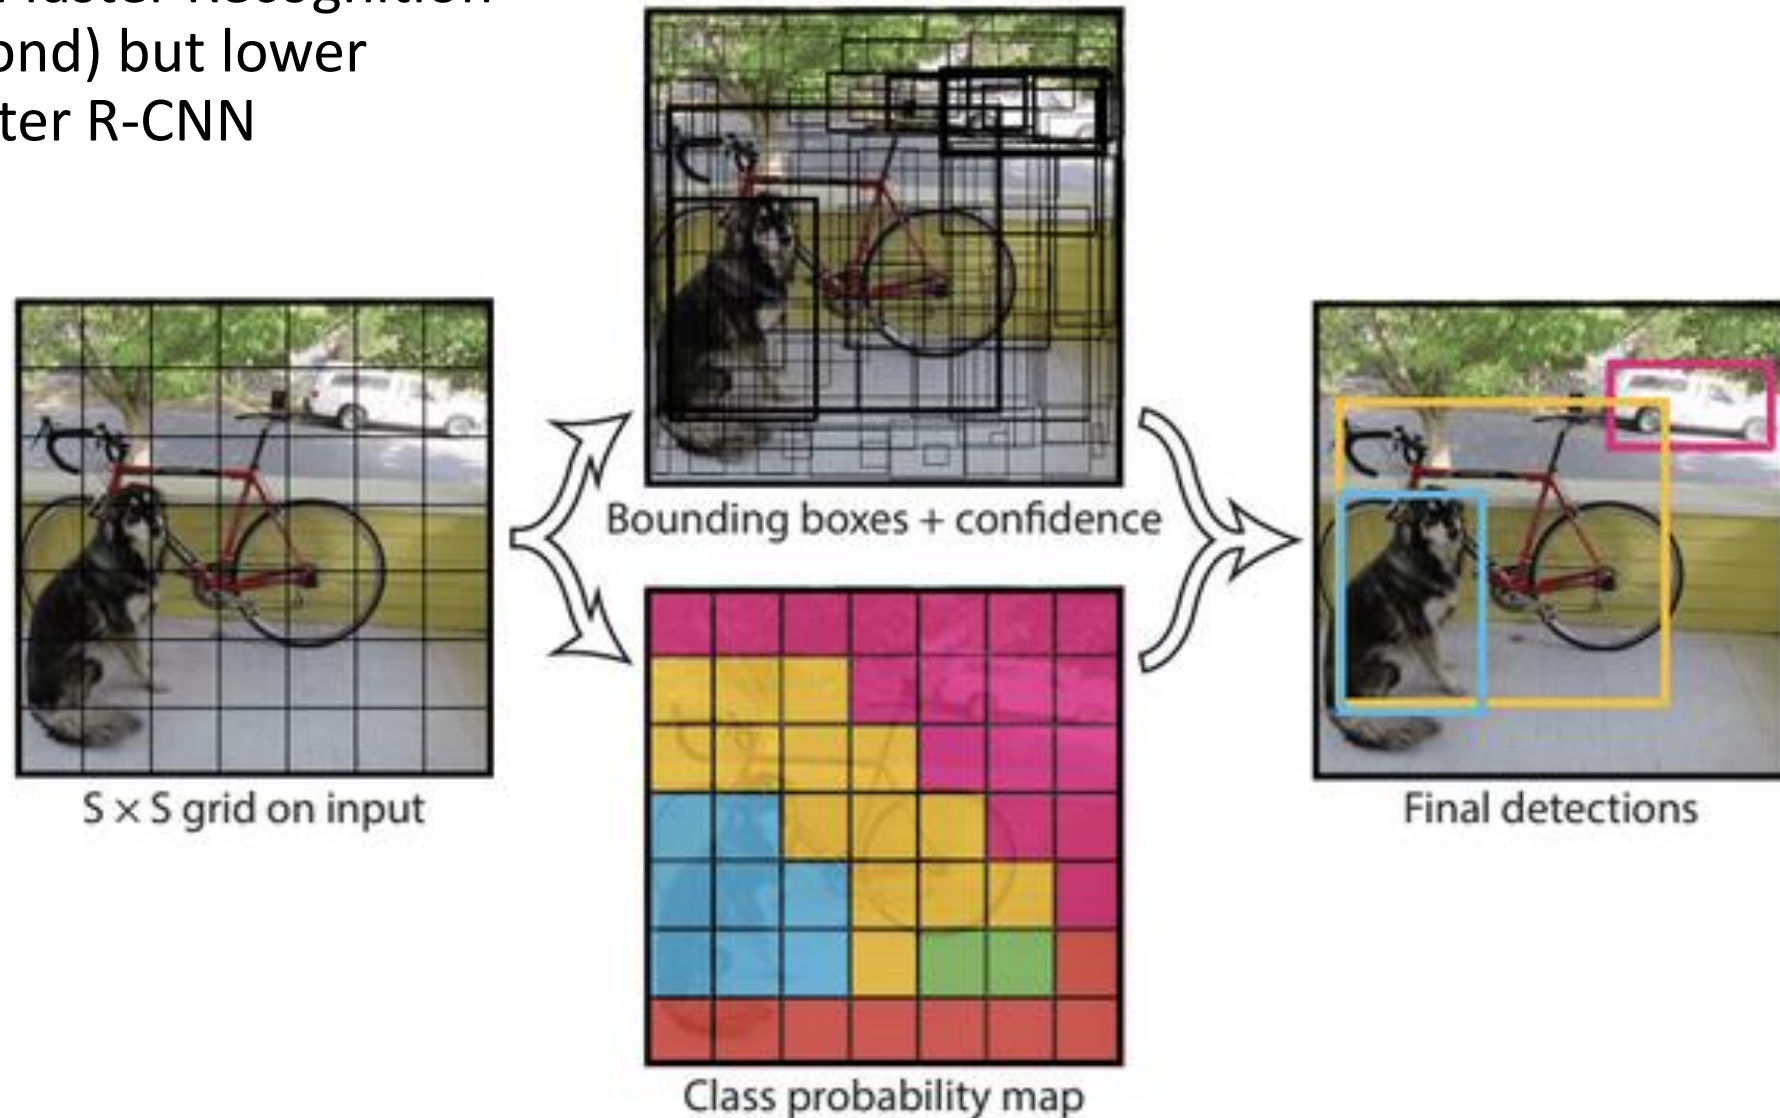 ond) but lower
ter R-CNN
Bounding boxes + confidence
S × S grid on input
Final detections
Class probability map